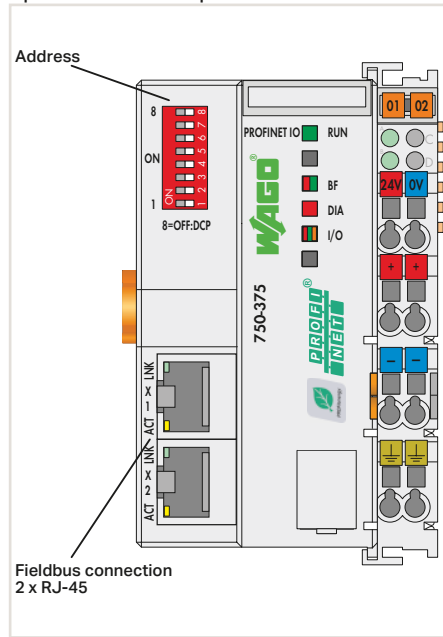 Address
8
ON
1
ON
1 2 3 4 5 6 7 8
8=OFF:DCP
PROFINET IO
RUN
BF
DIA
I/O
WAGO®
750-375
PROFI®
NET
LNK
X
1
ACT
LNK
X
2
ACT
01 02
C
D
24V 0V
+ +
– –
Fieldbus connection
2 x RJ-45